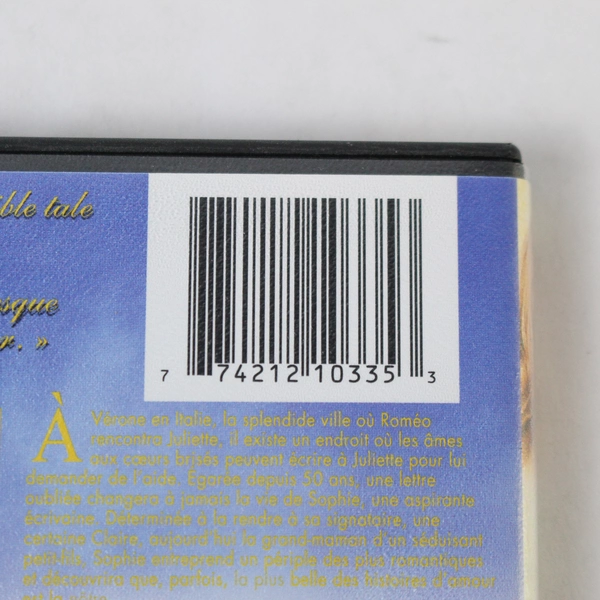 ible tale
sque
r. »
7 74212 10335 3
À Vérone en Italie, la splendide ville où Roméo
rencontra Juliette, il existe un endroit où les âmes
aux cœurs brisés peuvent écrire à Juliette pour lui
demander de l'aide. Égarée depuis 50 ans, une lettre
oubliée changera à jamais la vie de Sophie, une aspirante
écrivaine. Déterminée à la rendre à sa signataire, une
certaine Claire, aujourd'hui la grand-maman d'un séduisant
petit-fils, Sophie entreprend un périple des plus romantiques
et découvrira que, parfois, la plus belle des histoires d'amour
est la vôtre.